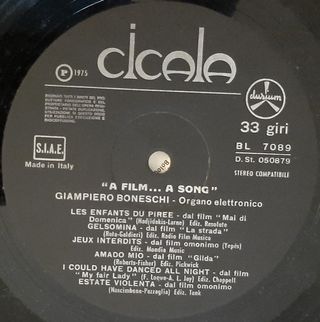 cicala
P 1975
durium
33 giri
BL 7089
D. St. 050879
STEREO COMPATIBILE
S.I.A.E.
Made in Italy
"A FILM... A SONG"
GIAMPIERO BONESCHI - Organo elettronico
LES ENFANTS DU PIREE - dal film "Mai di
Domenica" (Hadjidakis-Larue) Ediz. Resolute
GELSOMINA - dal film "La strada"
(Rota-Galdieri) Ediz. Radio Film Musica
JEUX INTERDITS - dal film omonimo (Yepès)
Ediz. Mondia Music
AMADO MIO - dal film "Gilda"
(Roberts-Fisher) Ediz. Pickwick
I COULD HAVE DANCED ALL NIGHT - dal film
"My fair Lady" (F. Loewe-A. L. Jay) Ediz. Chappell
ESTATE VIOLENTA - dal film omonimo
(Nascimbene-Pazzaglia) Ediz. Tank